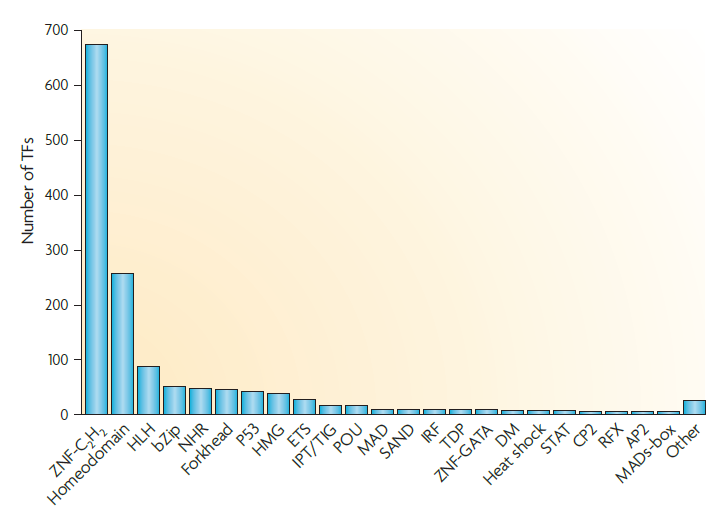 700
600
500
400
300
200
100
0
Number of TFs
ZNF-C₂H₂
Homeodomain
HLH
bZip
NHR
Forkhead
P53
HMG
ETS
IPT/TIG
POU
MAD
SAND
IRF
TDP
ZNF-GATA
DM
Heat shock
STAT
CP2
RFX
AP2
MADs-box
Other